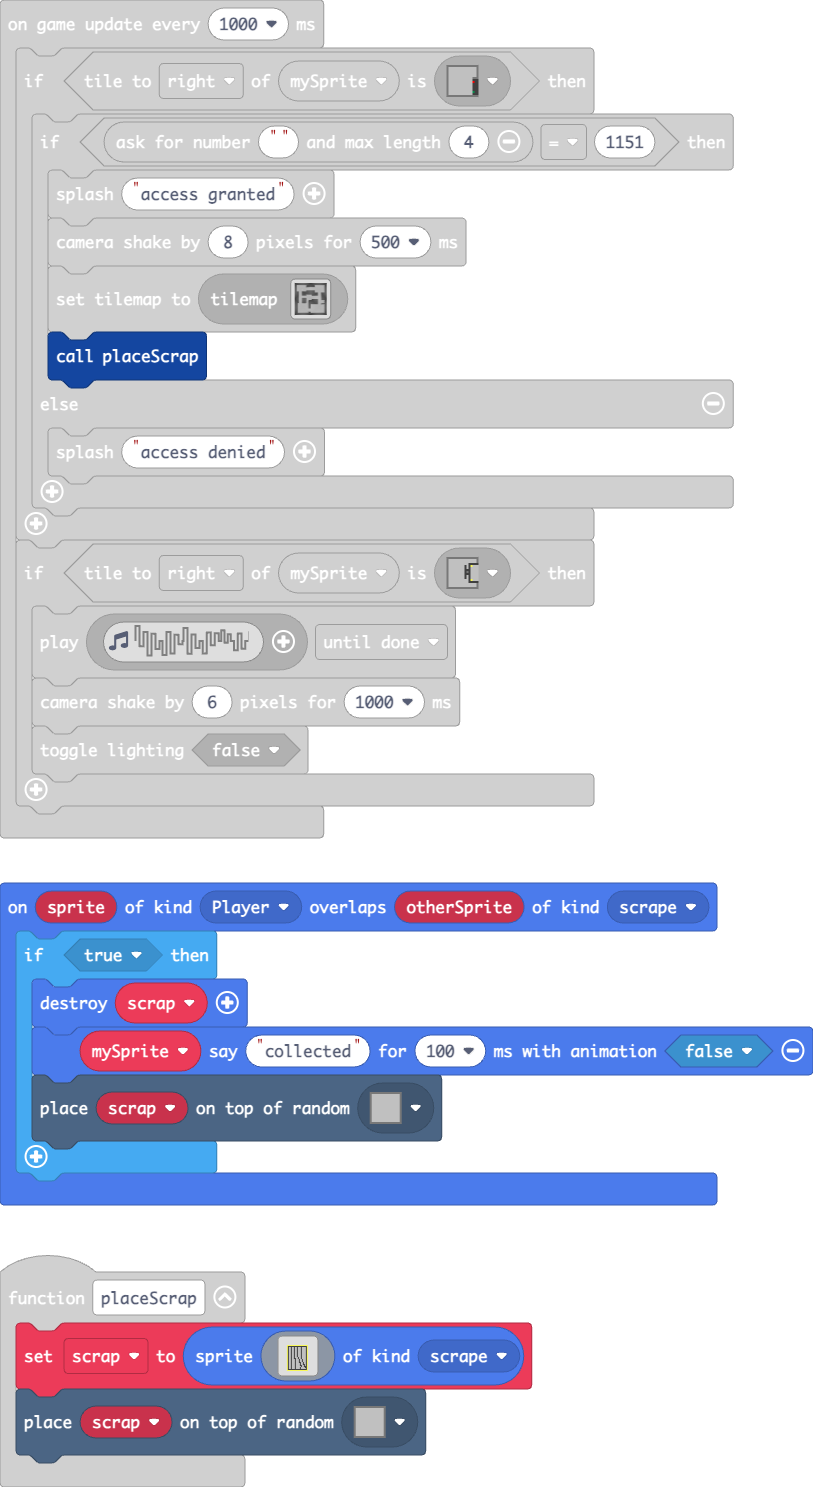 on game update every 1000 ms
if tile to right of mySprite is then
if ask for number " " and max length 4 = 1151 then
splash "access granted"
camera shake by 8 pixels for 500 ms
set tilemap to tilemap
call placeScrap
else
splash "access denied"
if tile to right of mySprite is then
play until done
camera shake by 6 pixels for 1000 ms
toggle lighting false
on sprite of kind Player overlaps otherSprite of kind scrape
if true then
destroy scrap
mySprite say "collected" for 100 ms with animation false
place scrap on top of random
function placeScrap
set scrap to sprite of kind scrape
place scrap on top of random